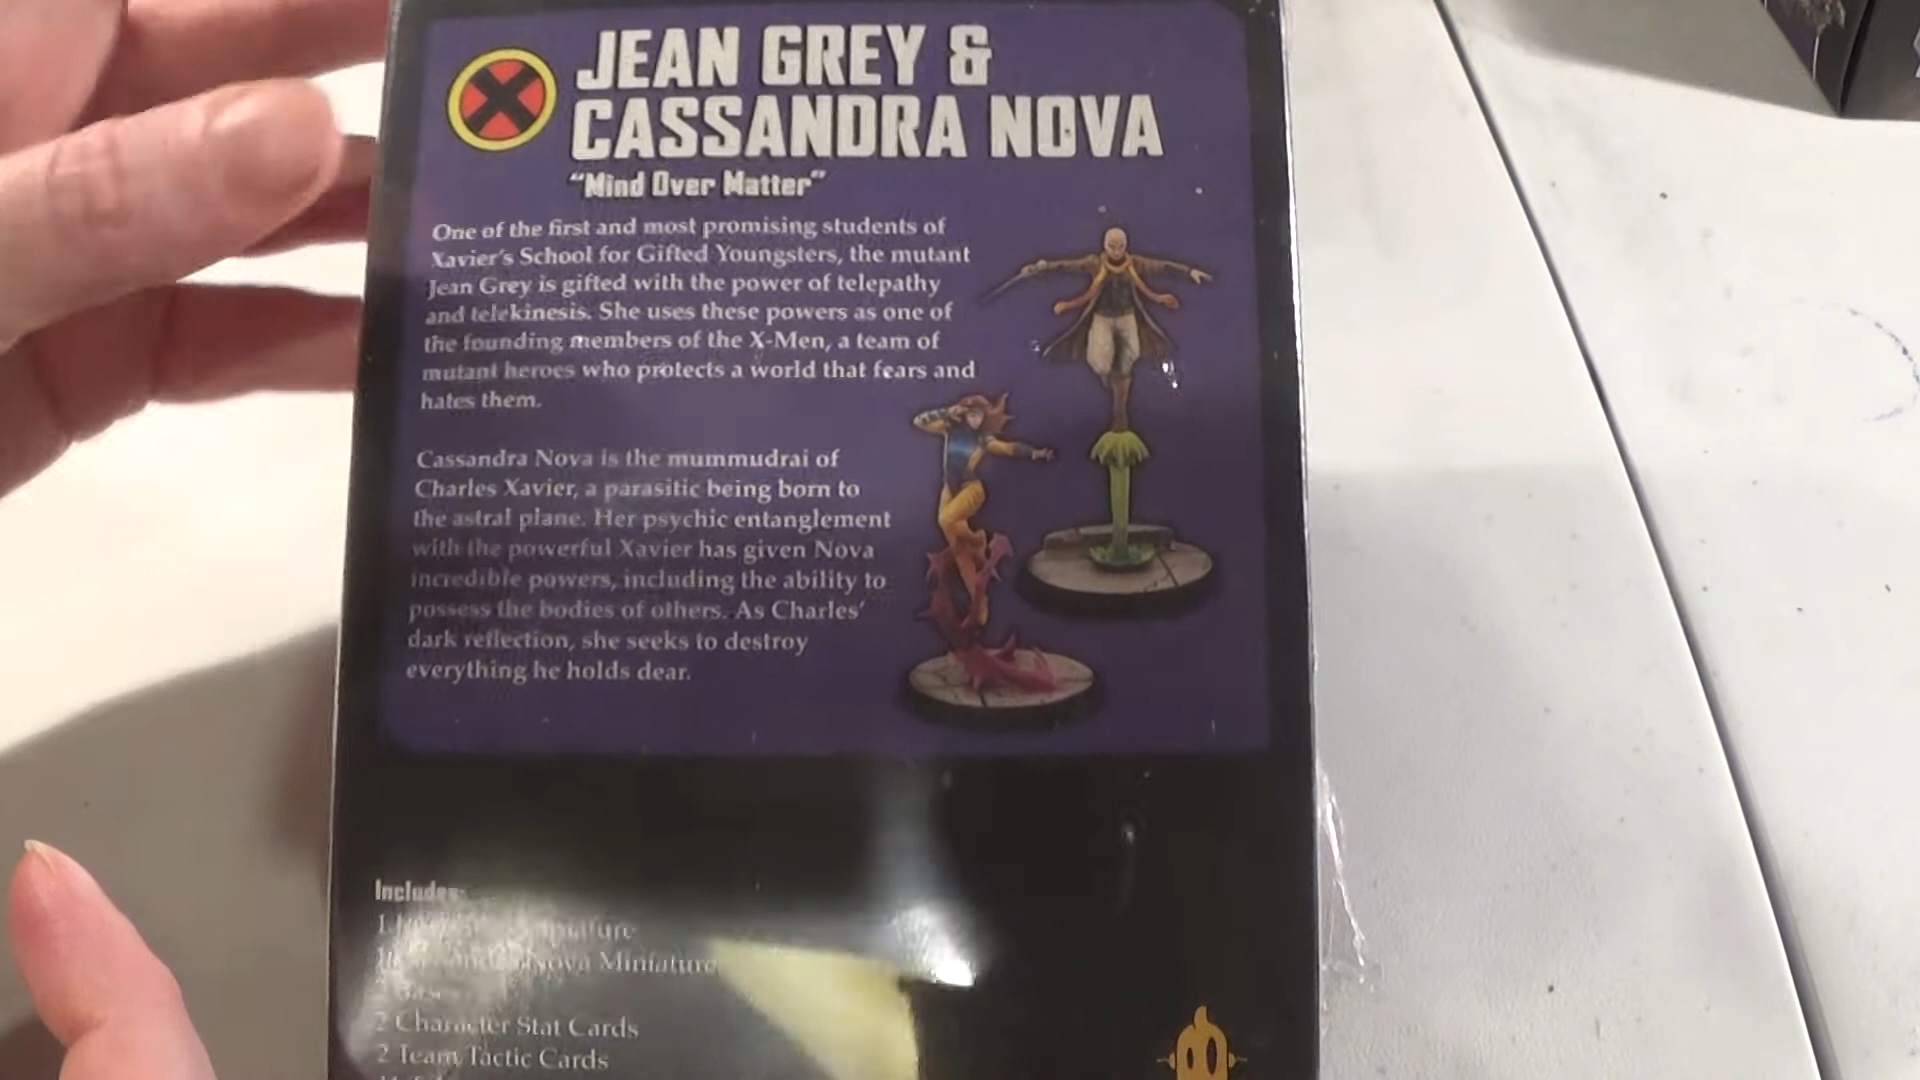 JEAN GREY &
CASSANDRA NOVA
"Mind Over Matter"
One of the first and most promising students of
Xavier's School for Gifted Youngsters, the mutant
Jean Grey is gifted with the power of telepathy
and telekinesis. She uses these powers as one of
the founding members of the X-Men, a team of
mutant heroes who protects a world that fears and
hates them.
Cassandra Nova is the mummudrai of
Charles Xavier, a parasitic being born to
the astral plane. Her psychic entanglement
with the powerful Xavier has given Nova
incredible powers, including the ability to
possess the bodies of others. As Charles'
dark reflection, she seeks to destroy
everything he holds dear.
Includes:
1
Nova Miniature
2 Character Stat Cards
2 Team Tactic Cards